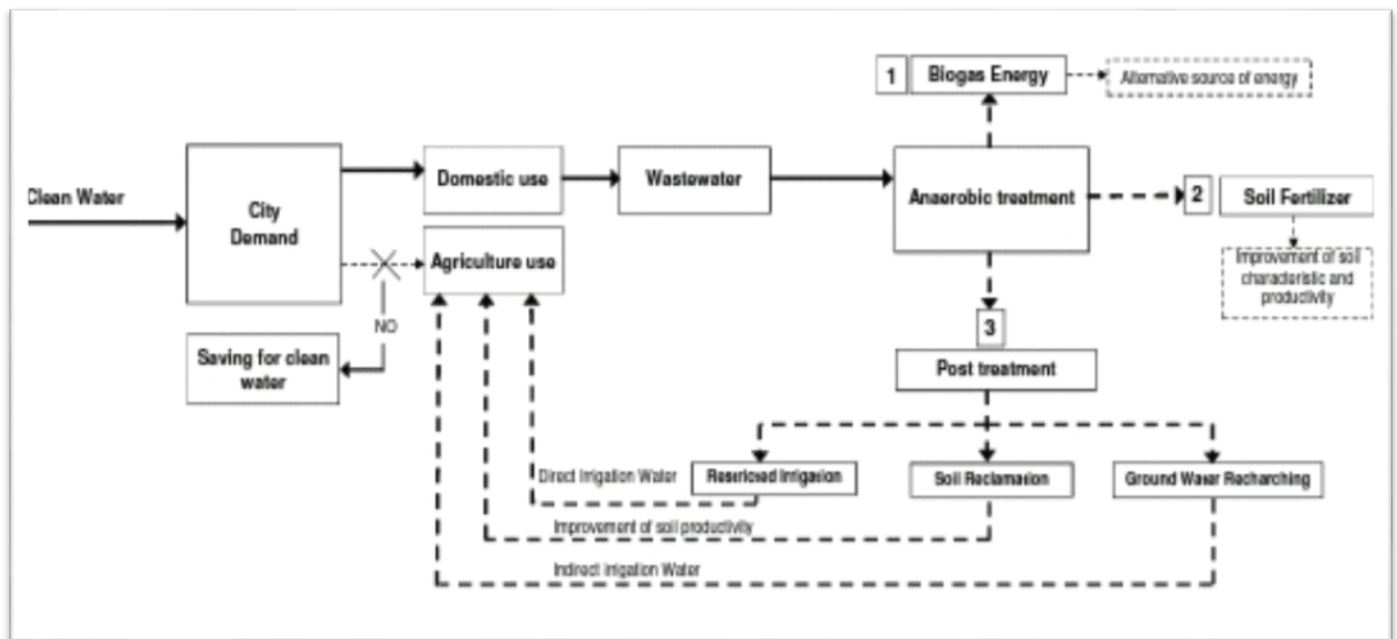 1
Biogas Energy
Alternative source of energy
Clean Water
City
Demand
Domestic use
Wastewater
Anaerobic treatment
2
Soil Fertilizer
Agriculture use
Improvement of soil
characteristic and
productivity
NO
3
Saving for clean
water
Post treatment
Direct Irrigation Water
Restricted Irrigation
Soil Reclamation
Ground Water Recharching
Improvement of soil productivity
Indirect Irrigation Water